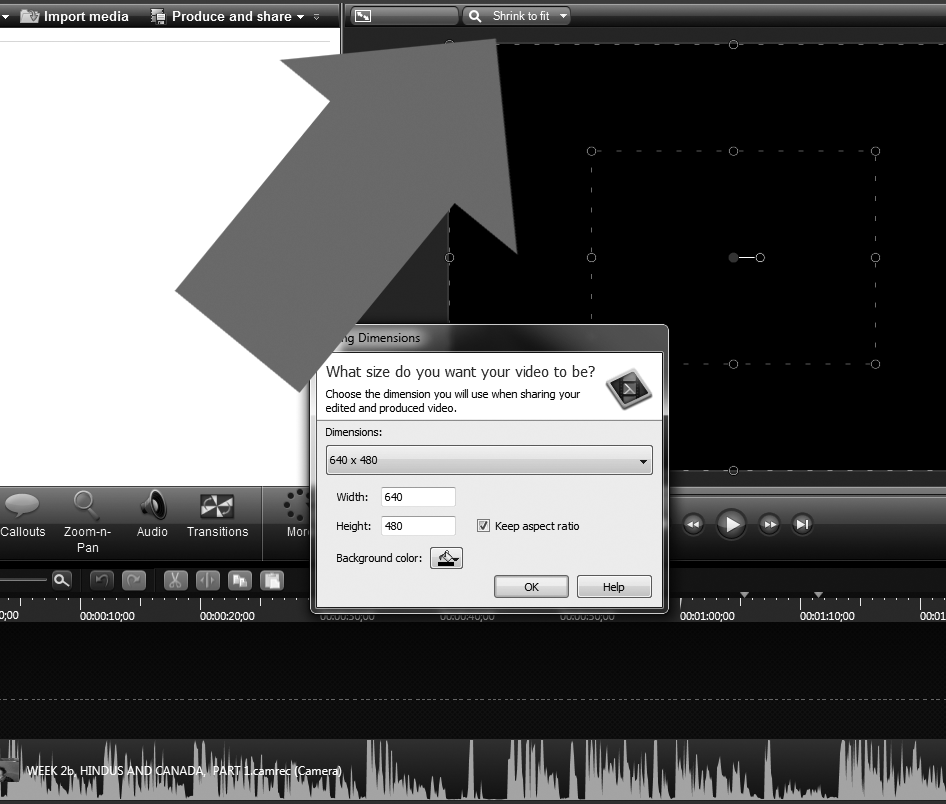 Import media
Produce and share
Shrink to fit
ng Dimensions
What size do you want your video to be?
Choose the dimension you will use when sharing your
edited and produced video.
Dimensions:
640 x 480
Width:
640
Height:
480
Keep aspect ratio
Background color:
OK
Help
Callouts
Zoom-n-
Pan
Audio
Transitions
More
0;00
00:00:10;00
00:00:20;00
00:00:30;00
00:00:40;00
00:00:50;00
00:01:00;00
00:01:10;00
00:01
WEEK 2b, HINDUS AND CANADA, PART 1.camrec (Camera)